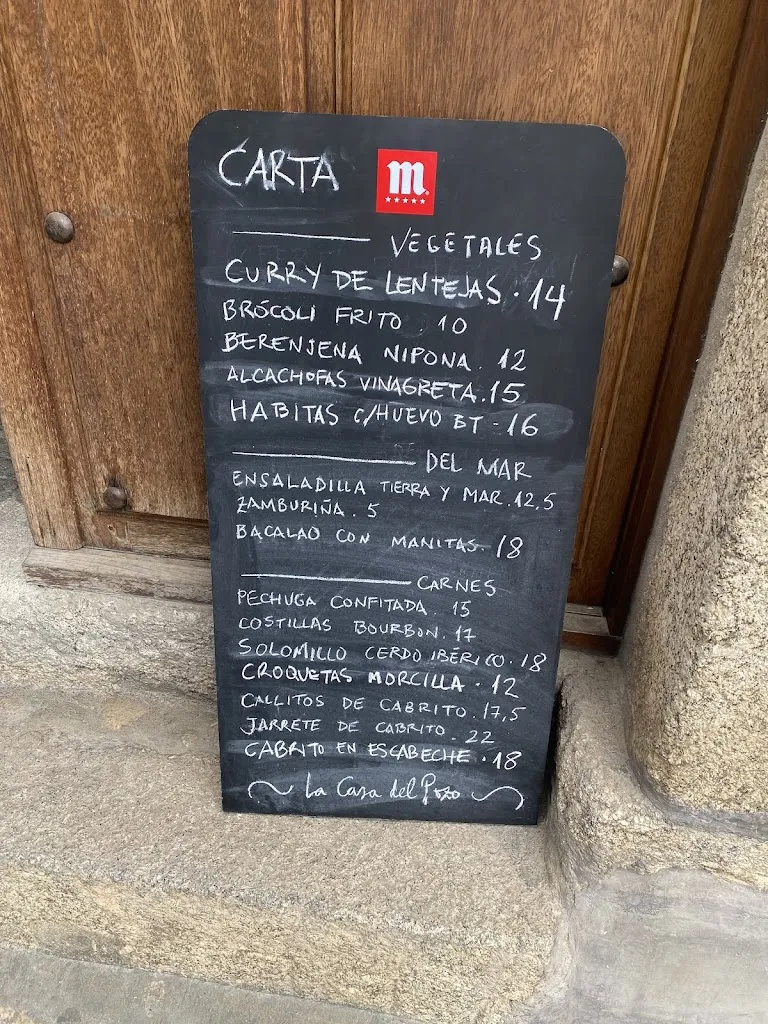 CARTA
m
VEGETALES
CURRY DE LENTEJAS · 14
BRÓCOLI FRITO 10
BERENJENA NIPONA. 12
ALCACHOFAS VINAGRETA. 15
HABITAS C/HUEVO BT - 16
DEL MAR
ENSALADILLA TIERRA Y MAR. 12,5
ZAMBURIÑA. 5
BACALAO CON MANITAS. 18
CARNES
PECHUGA CONFITADA. 15
COSTILLAS BOURBON. 17
SOLOMILLO CERDO IBÉRICO. 18
CROQUETAS MORCILLA. 12
CALLITOS DE CABRITO. 17,5
JARRETE DE CABRITO. 22
CABRITO EN ESCABECHE. 18
La Casa del Pozo